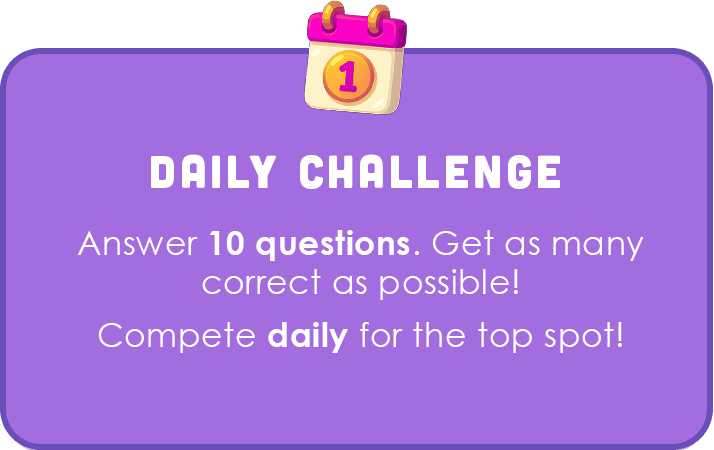 1
DAILY CHALLENGE
Answer 10 questions. Get as many
correct as possible!
Compete daily for the top spot!